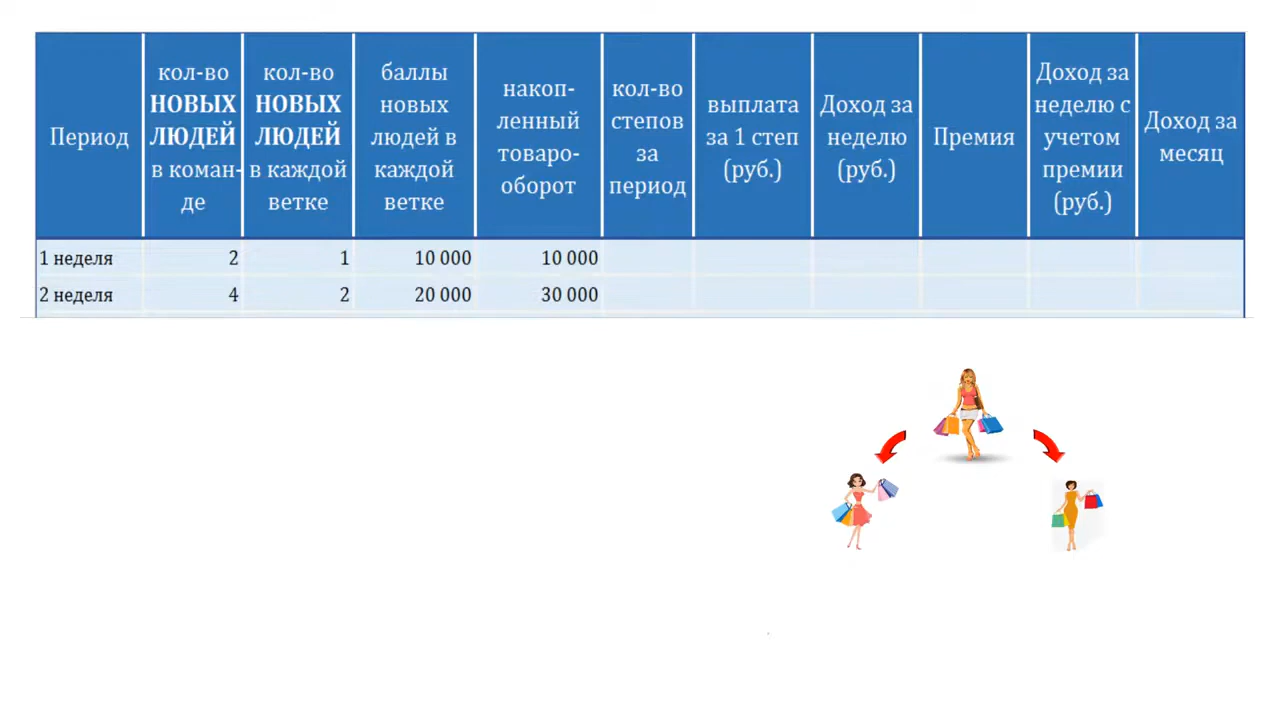 Период
кол-во
НОВЫХ
ЛЮДЕЙ
в коман-
де
кол-во
НОВЫХ
ЛЮДЕЙ
в каждой
ветке
баллы
новых
людей в
каждой
ветке
накоп-
ленный
товаро-
оборот
кол-во
степов
за
период
выплата
за 1 степ
(руб.)
Доход за
неделю
(руб.)
Премия
Доход за
неделю с
учетом
премии
(руб.)
Доход за
месяц
1 неделя 2 1 10 000 10 000
2 неделя 4 2 20 000 30 000